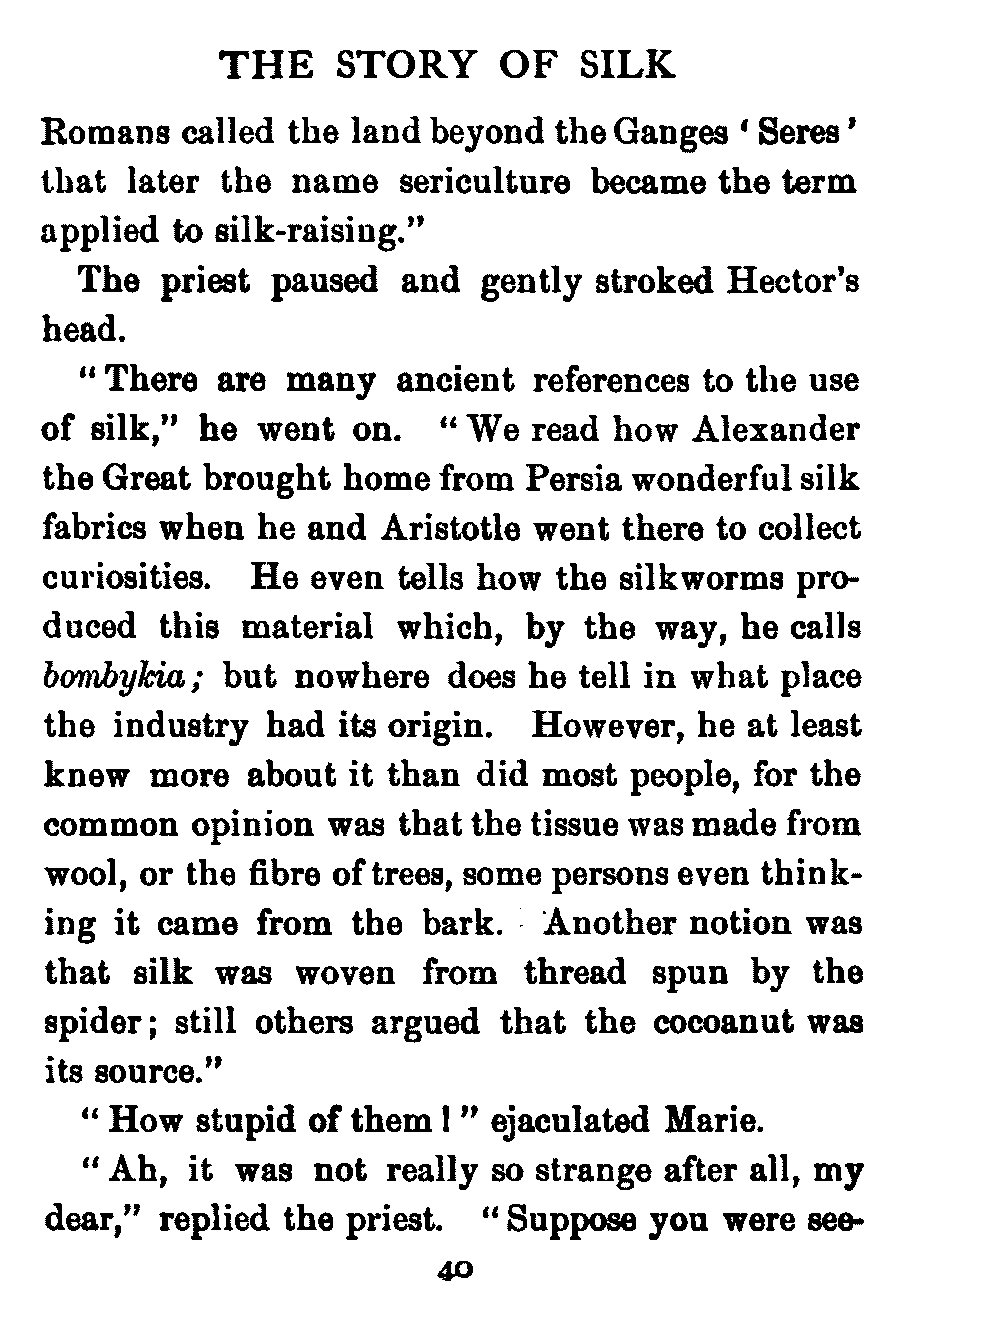 THE STORY OF SILK
Romans called the land beyond the Ganges ‘ Seres ’
that later the name sericulture became the term
applied to silk-raising.”
The priest paused and gently stroked Hector’s
head.
“ There are many ancient references to the use
of silk,” he went on. “ We read how Alexander
the Great brought home from Persia wonderful silk
fabrics when he and Aristotle went there to collect
curiosities. He even tells how the silkworms pro-
duced this material which, by the way, he calls
bombykia; but nowhere does he tell in what place
the industry had its origin. However, he at least
knew more about it than did most people, for the
common opinion was that the tissue was made from
wool, or the fibre of trees, some persons even think-
ing it came from the bark. Another notion was
that silk was woven from thread spun by the
spider; still others argued that the cocoanut was
its source.”
“ How stupid of them ! ” ejaculated Marie.
“ Ah, it was not really so strange after all, my
dear,” replied the priest. “ Suppose you were see-
40